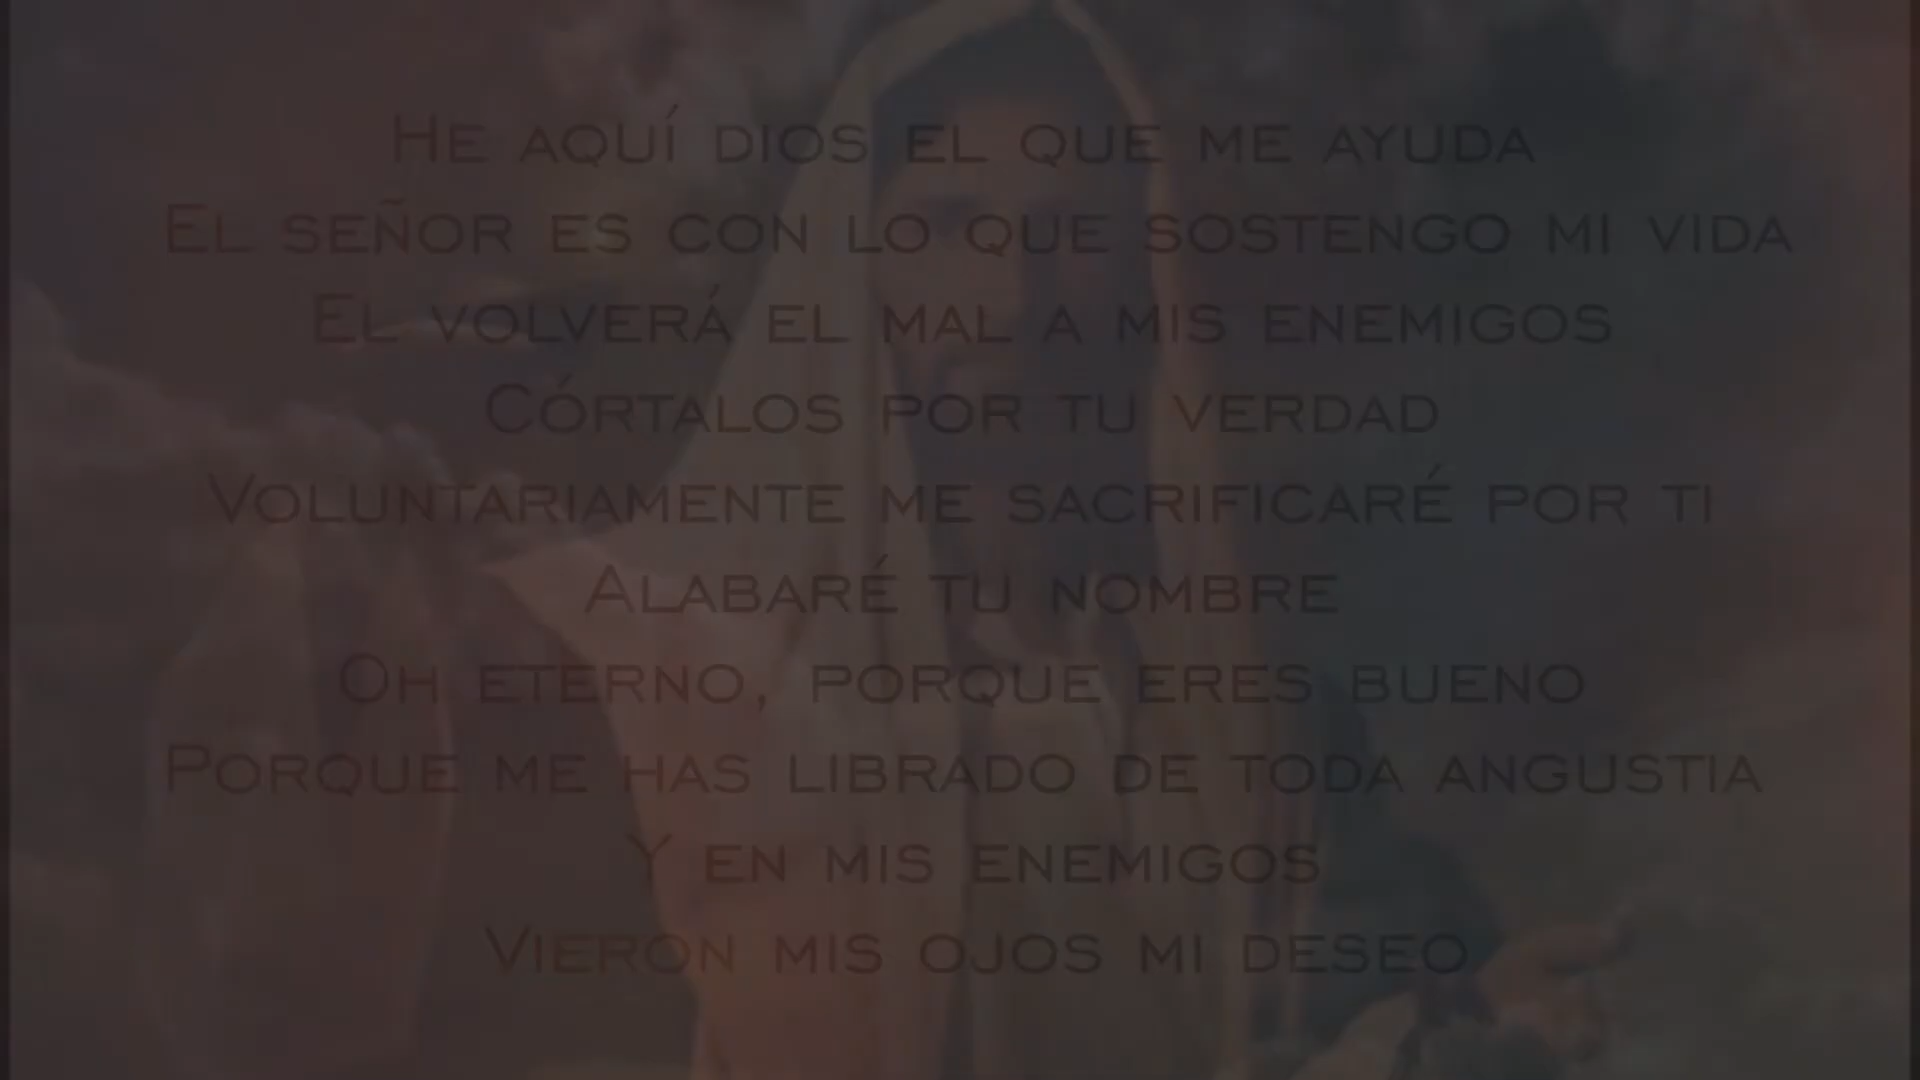 He aquí dios el que me ayuda
El señor es con lo que sostengo mi vida
El volverá el mal a mis enemigos
Córtalos por tu verdad
Voluntariamente me sacrificaré por ti
Alabaré tu nombre
Oh eterno, porque eres bueno
Porque me has librado de toda angustia
Y en mis enemigos
Vieron mis ojos mi deseo